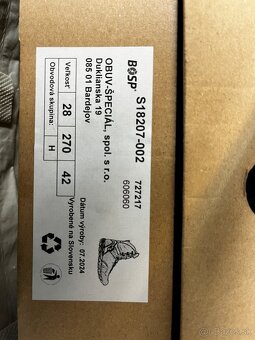 BOSP
S18207-002
727217
606060
OBUV-ŠPECIÁL, spol. s r.o.
Duklianska 19
085 01 Bardejov
Veľkosť:
28
270
42
Obvodová skupina:
H
Dátum výroby: 07.2024
Vyrobené na Slovensku